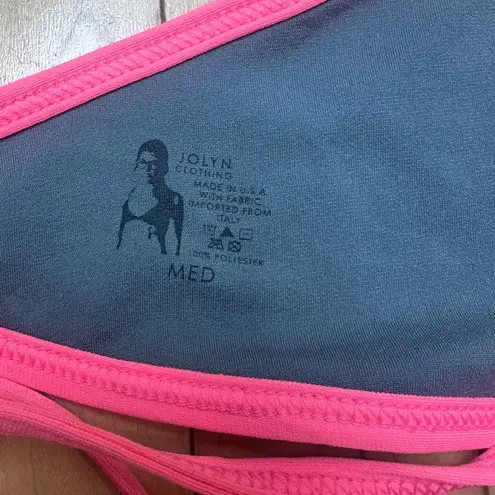 JOLYN
CLOTHING
MADE IN U.S.A
WITH FABRIC
IMPORTED FROM
ITALY
100% POLYESTER
MED